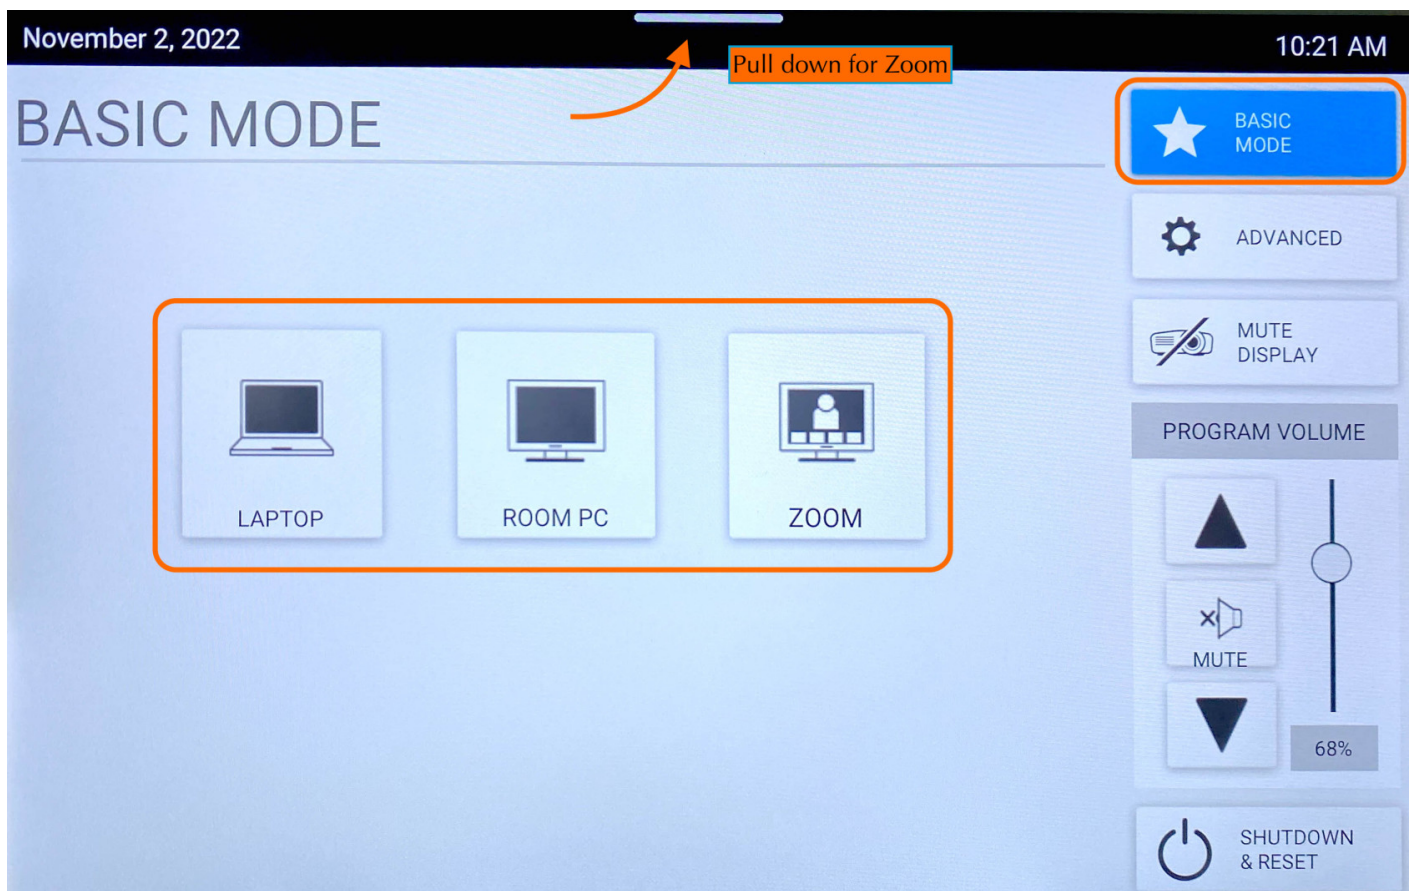 November 2, 2022
10:21 AM
Pull down for Zoom
BASIC MODE
BASIC
MODE
ADVANCED
MUTE
DISPLAY
PROGRAM VOLUME
LAPTOP
ROOM PC
ZOOM
MUTE
68%
SHUTDOWN
& RESET